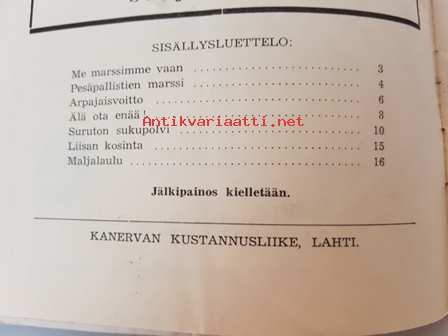 SISÄLLYSLUETTELO:
Me marssimme vaan . . . . . . . . . . . . . . . . . . . . . . . . 3
Pesäpallistien marssi . . . . . . . . . . . . . . . . . . . . . . 4
Arpajaisvoitto . . . . . . . . . . . . . . . . . . . . . . . . . . 6
Älä ota enää! . . . . . . . . . . . . . . . . . . . . . . . . . . 8
Antikvariaatti.net
Suruton sukupolvi . . . . . . . . . . . . . . . . . . . . . . . . 10
Liisan kosinta . . . . . . . . . . . . . . . . . . . . . . . . . . 15
Maljalaulu . . . . . . . . . . . . . . . . . . . . . . . . . . . . 16
Jälkipainos kielletään.
KANERVAN KUSTANNUSLIIKE, LAHTI.